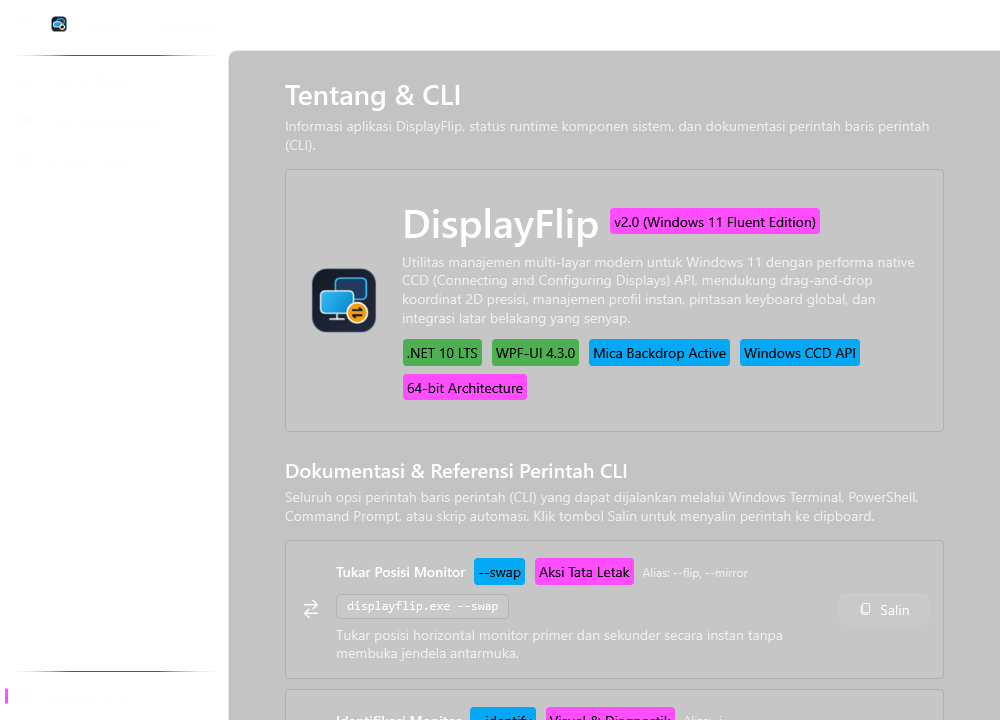 Tentang & CLI
Informasi aplikasi DisplayFlip, status runtime komponen sistem, dan dokumentasi perintah baris perintah
(CLI).
DisplayFlip v2.0 (Windows 11 Fluent Edition)
Utilitas manajemen multi-layar modern untuk Windows 11 dengan performa native
CCD (Connecting and Configuring Displays) API, mendukung drag-and-drop
koordinat 2D presisi, manajemen profil instan, pintasan keyboard global, dan
integrasi latar belakang yang senyap.
.NET 10 LTS WPF-UI 4.3.0 Mica Backdrop Active Windows CCD API
64-bit Architecture
Dokumentasi & Referensi Perintah CLI
Seluruh opsi perintah baris perintah (CLI) yang dapat dijalankan melalui Windows Terminal, PowerShell,
Command Prompt, atau skrip automasi. Klik tombol Salin untuk menyalin perintah ke clipboard.
Tukar Posisi Monitor --swap Aksi Tata Letak Alias: --flip, --mirror
displayflip.exe --swap
Salin
Tukar posisi horizontal monitor primer dan sekunder secara instan tanpa
membuka jendela antarmuka.
Identifikasi Monitor --identify Visual & Diagnostik Alias: -i